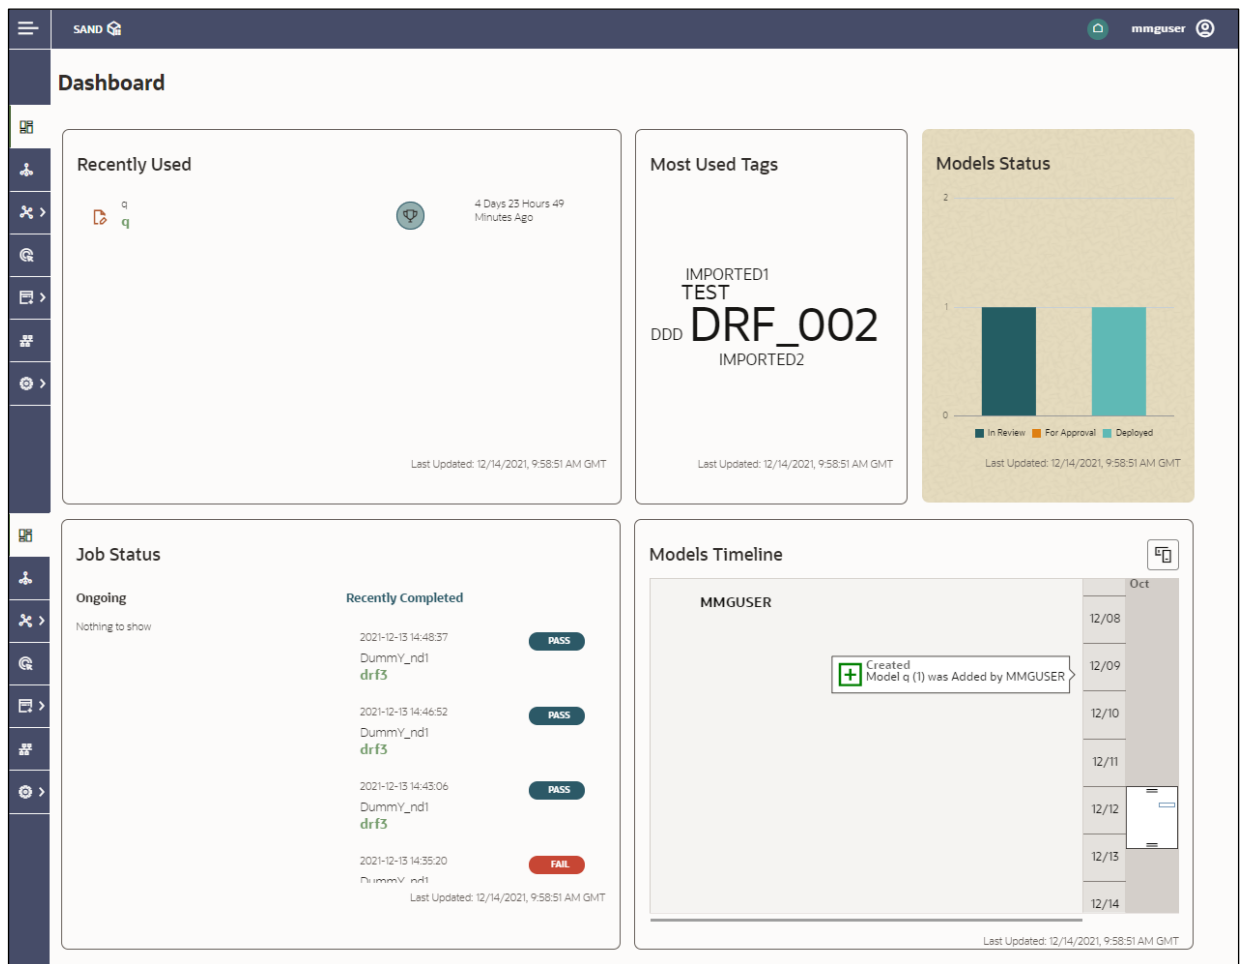 SAND
mmguser
Dashboard
Recently Used
q
q
4 Days 23 Hours 49
Minutes Ago
Last Updated: 12/14/2021, 9:58:51 AM GMT
Most Used Tags
IMPORTED1
TEST
DDD DRF_002
IMPORTED2
Last Updated: 12/14/2021, 9:58:51 AM GMT
Models Status
2
1
0
In Review For Approval Deployed
Last Updated: 12/14/2021, 9:58:51 AM GMT
Job Status
Ongoing
Nothing to show
Recently Completed
2021-12-13 14:48:37
PASS
DummY_nd1
drf3
2021-12-13 14:46:52
PASS
DummY_nd1
drf3
2021-12-13 14:43:06
PASS
DummY_nd1
drf3
2021-12-13 14:35:20
FAIL
DummY_nd1
Last Updated: 12/14/2021, 9:58:51 AM GMT
Models Timeline
Oct
MMGUSER
12/08
Created
Model q (1) was Added by MMGUSER
12/09
12/10
12/11
12/12
12/13
12/14
Last Updated: 12/14/2021, 9:58:51 AM GMT